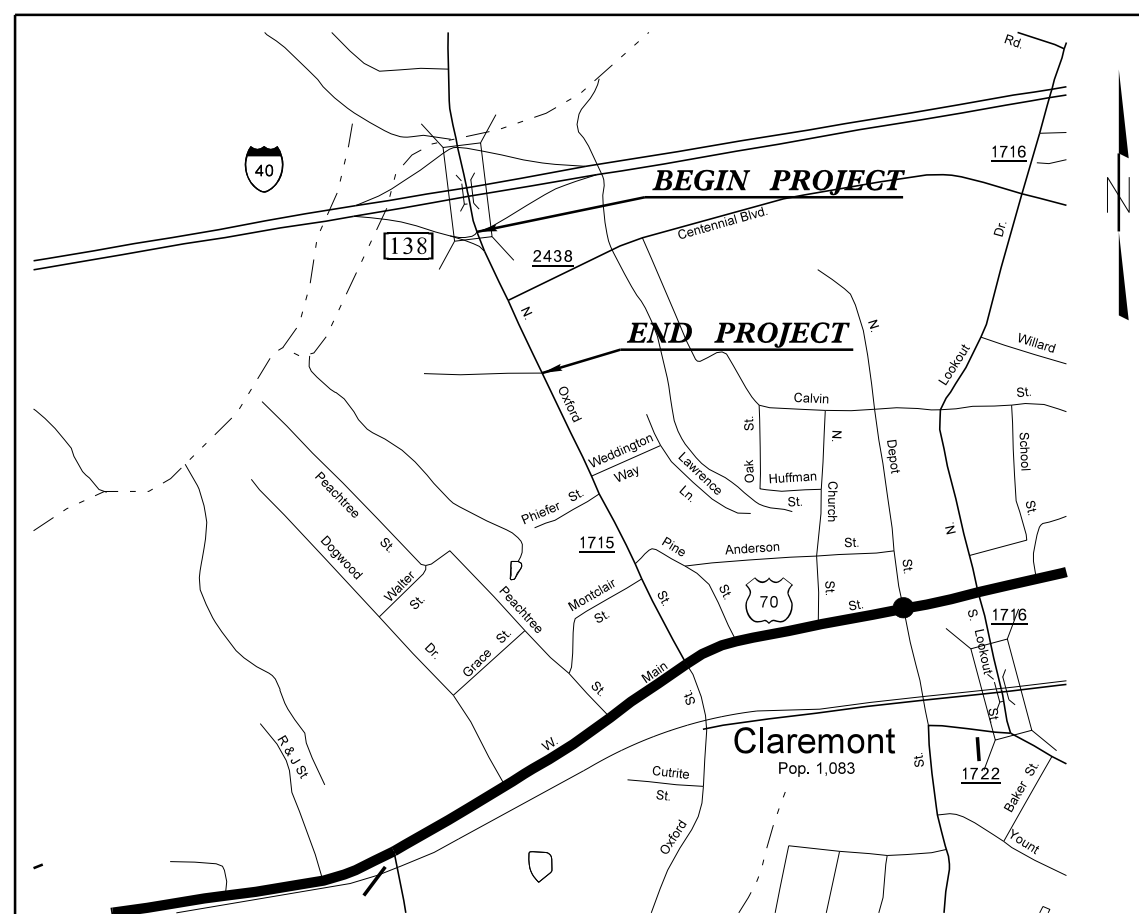 Rd.
40
1716
BEGIN PROJECT
N
Centennial Blvd.
Dr.
138
2438
N.
END PROJECT
N.
Willard
Lookout
Oxford
Calvin
St.
St.
Oak
N.
Depot
School
Weddington
Way
Lawrence
Ln.
Huffman
St.
Church
Peachtree
St.
Phiefer St.
St.
N.
Dogwood
1715
Pine
Anderson
St.
Walter
St.
Peachtree
Montclair
St.
St.
St.
70
St.
St.
St.
S.
1716
Dr.
Grace St.
Lookout
St.
Main
St.
St.
W.
Claremont
Pop. 1,083
St.
R & J St
Cutrite
St.
1722
Baker St.
Oxford
Yount